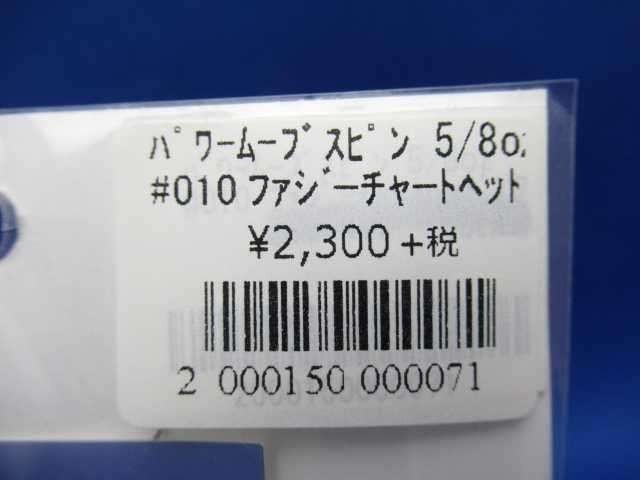 ﾊﾟﾜｰﾑｰﾌﾞｽﾋﾟﾝ 5/8oz
#010 ﾌｧｼﾞｰﾁｬｰﾄﾍｯﾄ
¥2,300 +税
2 000150 000071